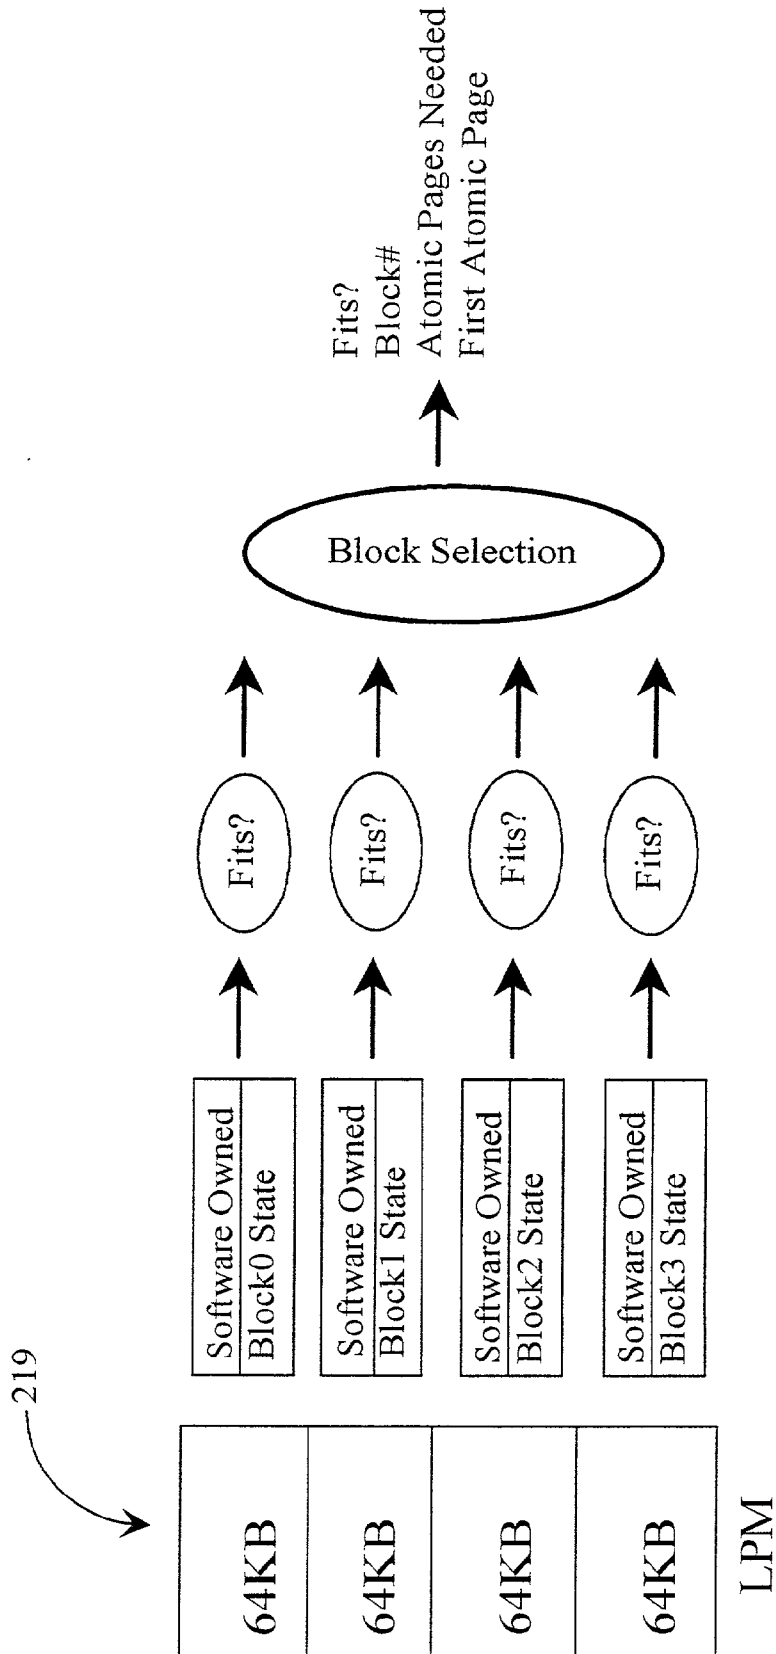 219
64KB
64KB
64KB
64KB
LPM
Software Owned
Block0 State
Software Owned
Block1 State
Software Owned
Block2 State
Software Owned
Block3 State
Fits?
Fits?
Fits?
Fits?
Block Selection
Fits?
Block#
Atomic Pages Needed
First Atomic Page